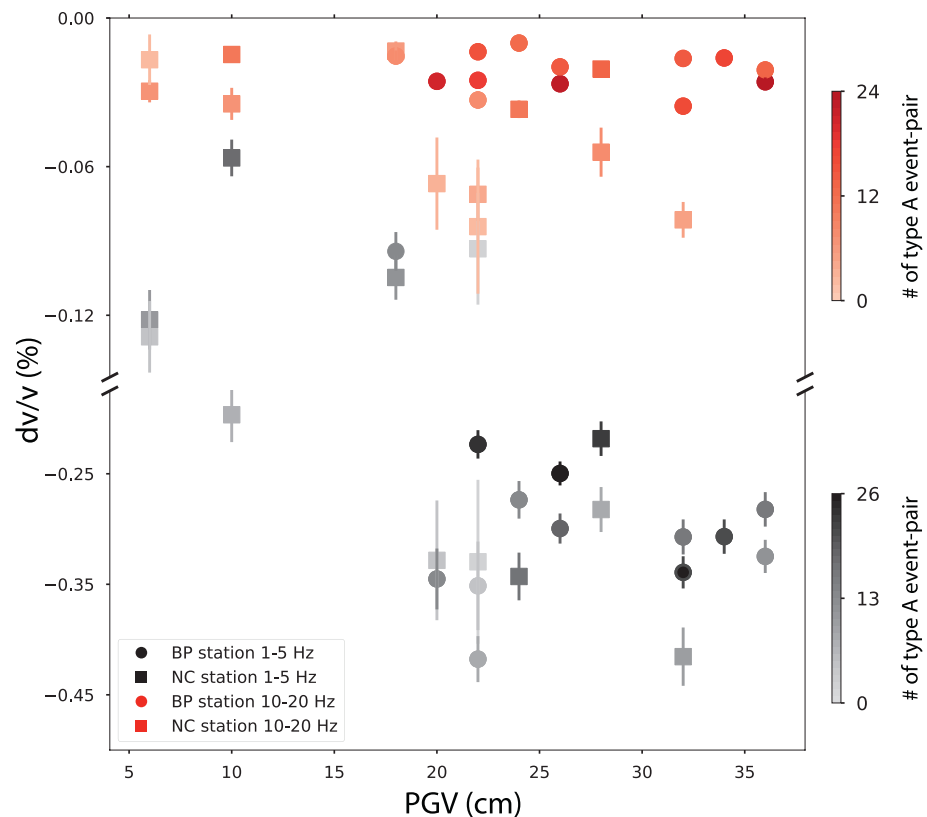 0.00
−0.06
−0.12
−0.25
−0.35
−0.45
dv/v (%)
5
10
15
20
25
30
35
PGV (cm)
BP station 1-5 Hz
NC station 1-5 Hz
BP station 10-20 Hz
NC station 10-20 Hz
24
12
0
# of type A event-pair
26
13
0
# of type A event-pair